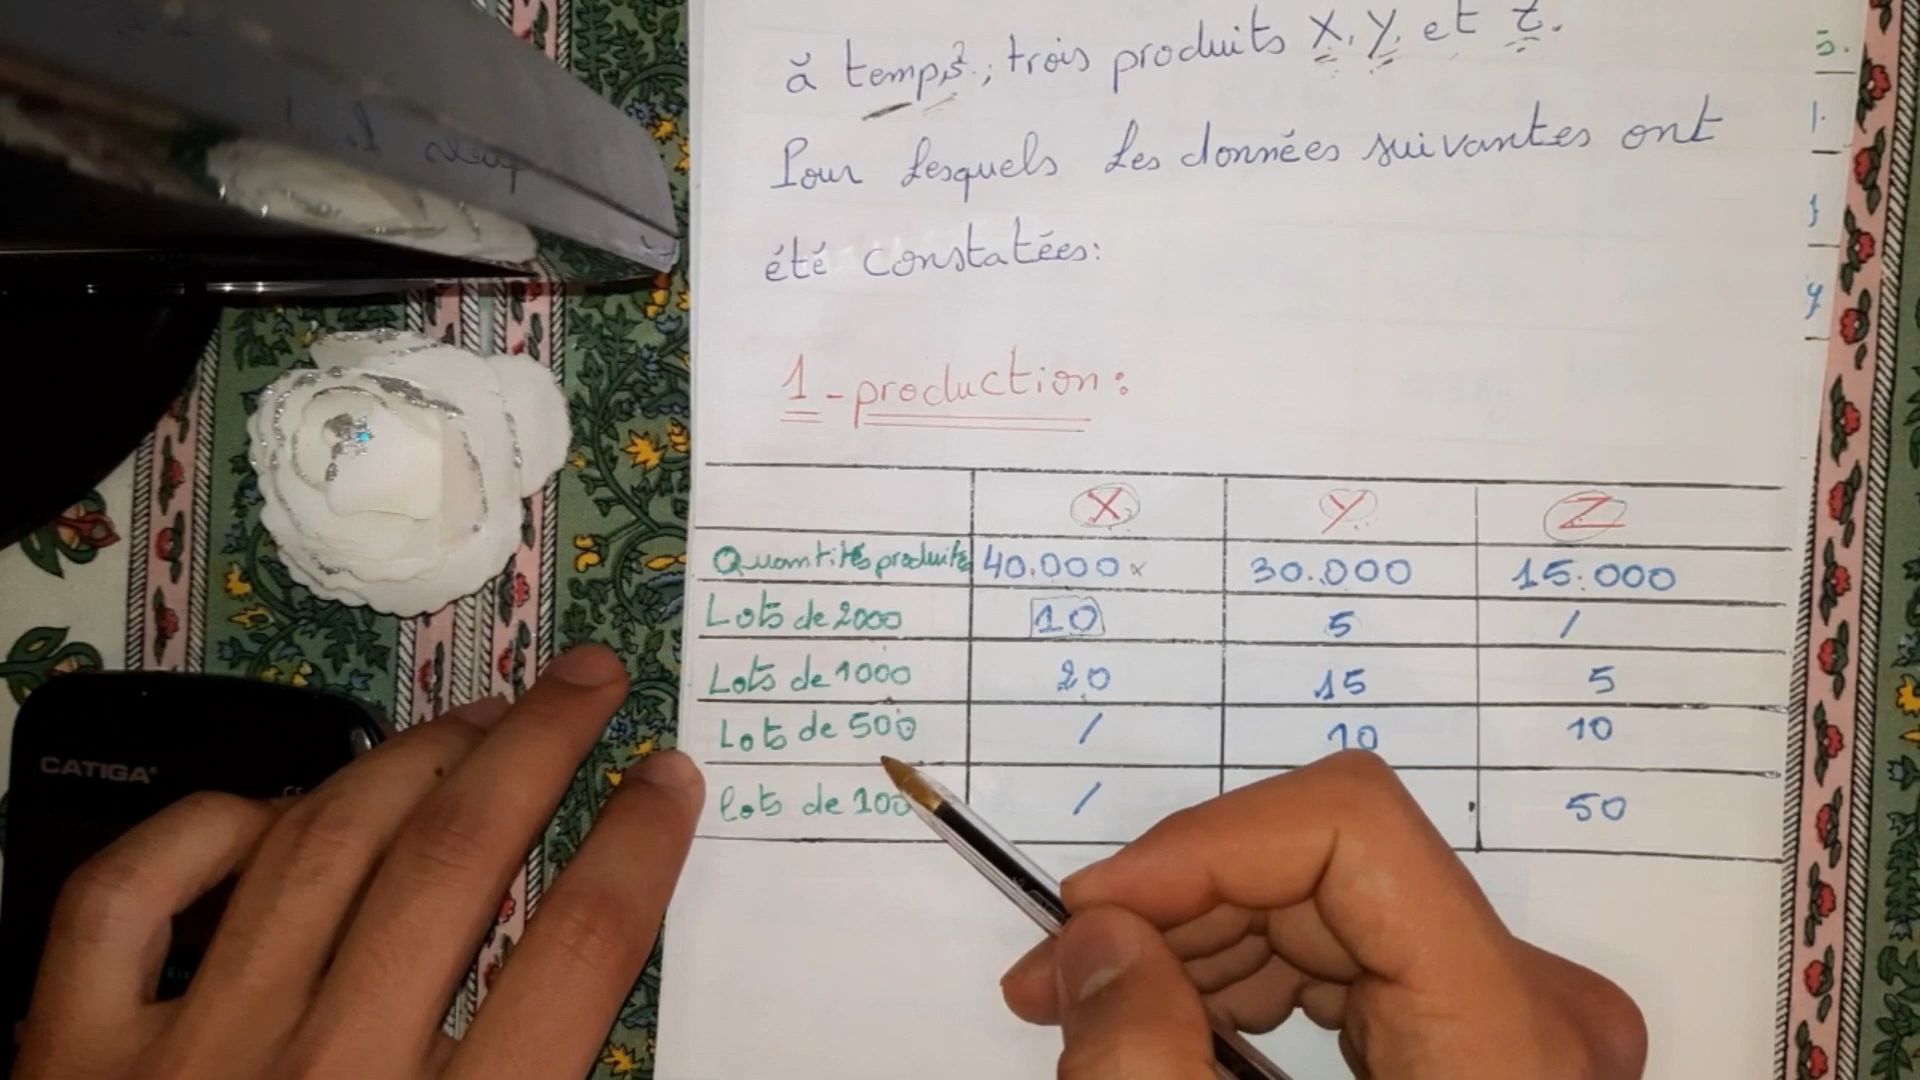 à temps, trois produits X, Y et Z.
Pour lesquels les données suivantes ont
été constatées:
1-production:
X Y Z
Quantités produites 40.000 x 30.000 15.000
Lots de 2000 10 5 /
Lots de 1000 20 15 5
Lots de 500 / 10 10
Lots de 100 / 50
CATIGA